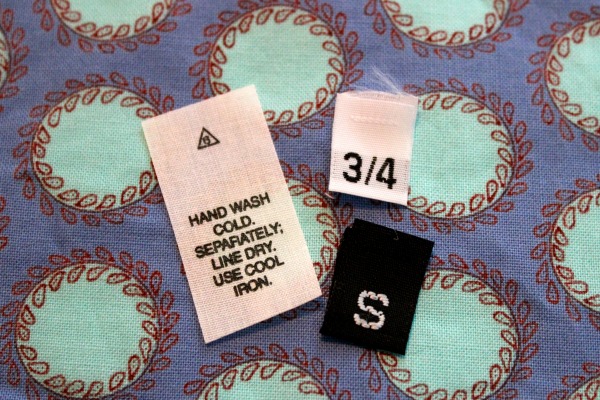 HAND WASH
COLD.
SEPARATELY;
LINE DRY.
USE COOL
IRON.
3/4
S